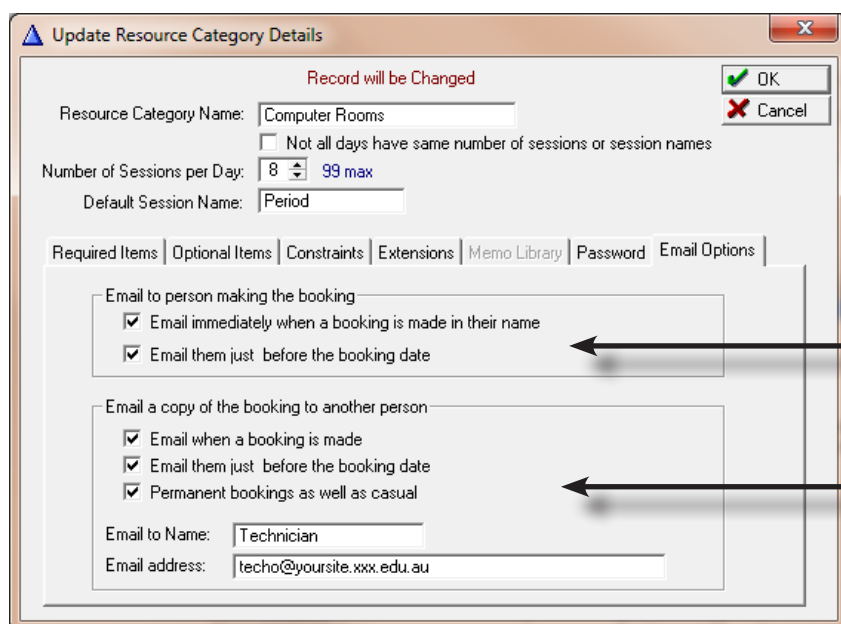 Update Resource Category Details
x
Record will be Changed
OK
Resource Category Name: Computer Rooms
Cancel
Not all days have same number of sessions or session names
Number of Sessions per Day: 8 99 max
Default Session Name: Period
Required Items Optional Items Constraints Extensions Memo Library Password Email Options
Email to person making the booking
Email immediately when a booking is made in their name
Email them just before the booking date
Email a copy of the booking to another person
Email when a booking is made
Email them just before the booking date
Permanent bookings as well as casual
Email to Name: Technician
Email address: techo@yoursite.xxx.edu.au